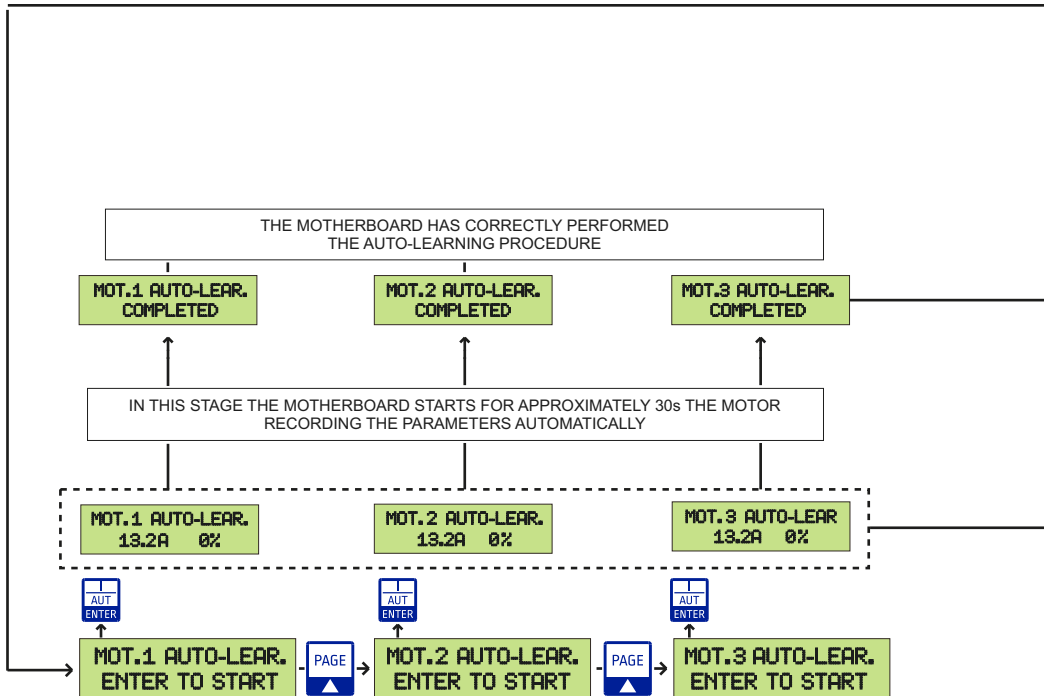 THE MOTHERBOARD HAS CORRECTLY PERFORMED
THE AUTO-LEARNING PROCEDURE
MOT.1 AUTO-LEAR.
COMPLETED
MOT.2 AUTO-LEAR.
COMPLETED
MOT.3 AUTO-LEAR.
COMPLETED
IN THIS STAGE THE MOTHERBOARD STARTS FOR APPROXIMATELY 30s THE MOTOR
RECORDING THE PARAMETERS AUTOMATICALLY
MOT.1 AUTO-LEAR.
13.2A 0%
MOT.2 AUTO-LEAR.
13.2A 0%
MOT.3 AUTO-LEAR
13.2A 0%
I
AUT
ENTER
I
AUT
ENTER
I
AUT
ENTER
MOT.1 AUTO-LEAR.
ENTER TO START
PAGE
MOT.2 AUTO-LEAR.
ENTER TO START
PAGE
MOT.3 AUTO-LEAR.
ENTER TO START